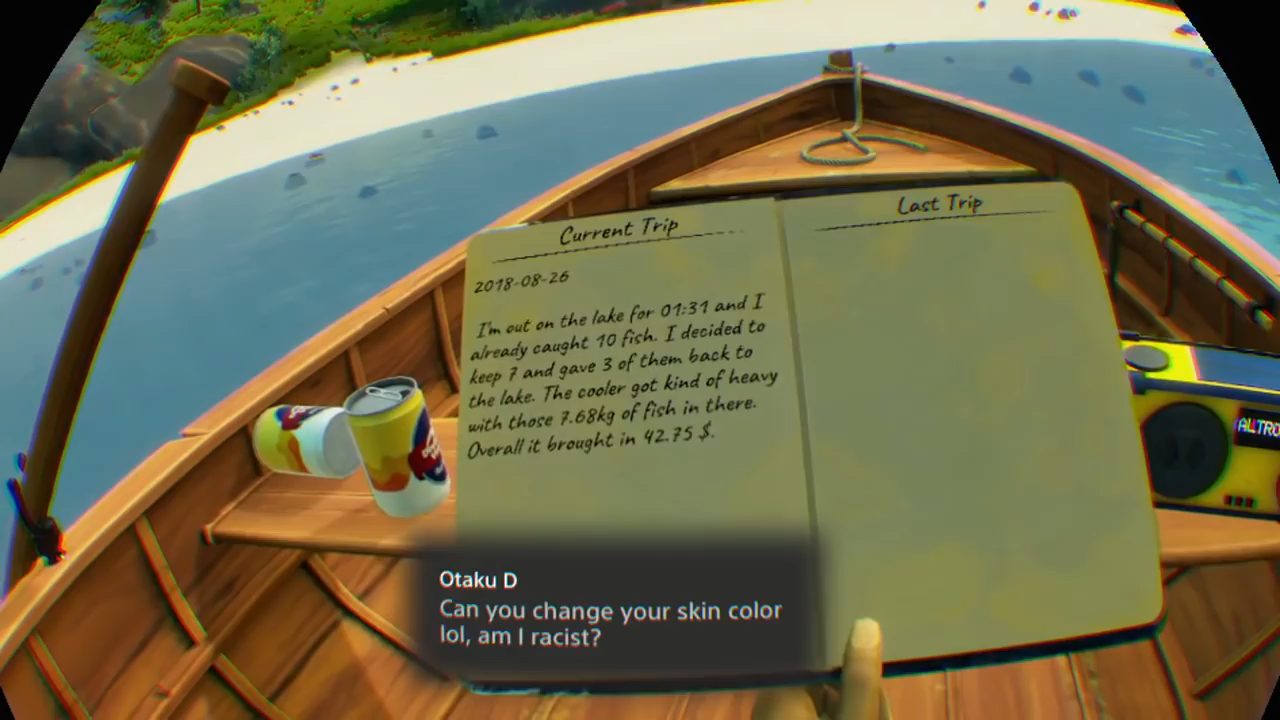 Current Trip
2018-08-26
I'm out on the lake for 01:31 and I
already caught 10 fish. I decided to
keep 7 and gave 3 of them back to
the lake. The cooler got kind of heavy
with those 7.68kg of fish in there.
Overall it brought in 42.75 $.
Last Trip
Otaku D
Can you change your skin color
lol, am I racist?